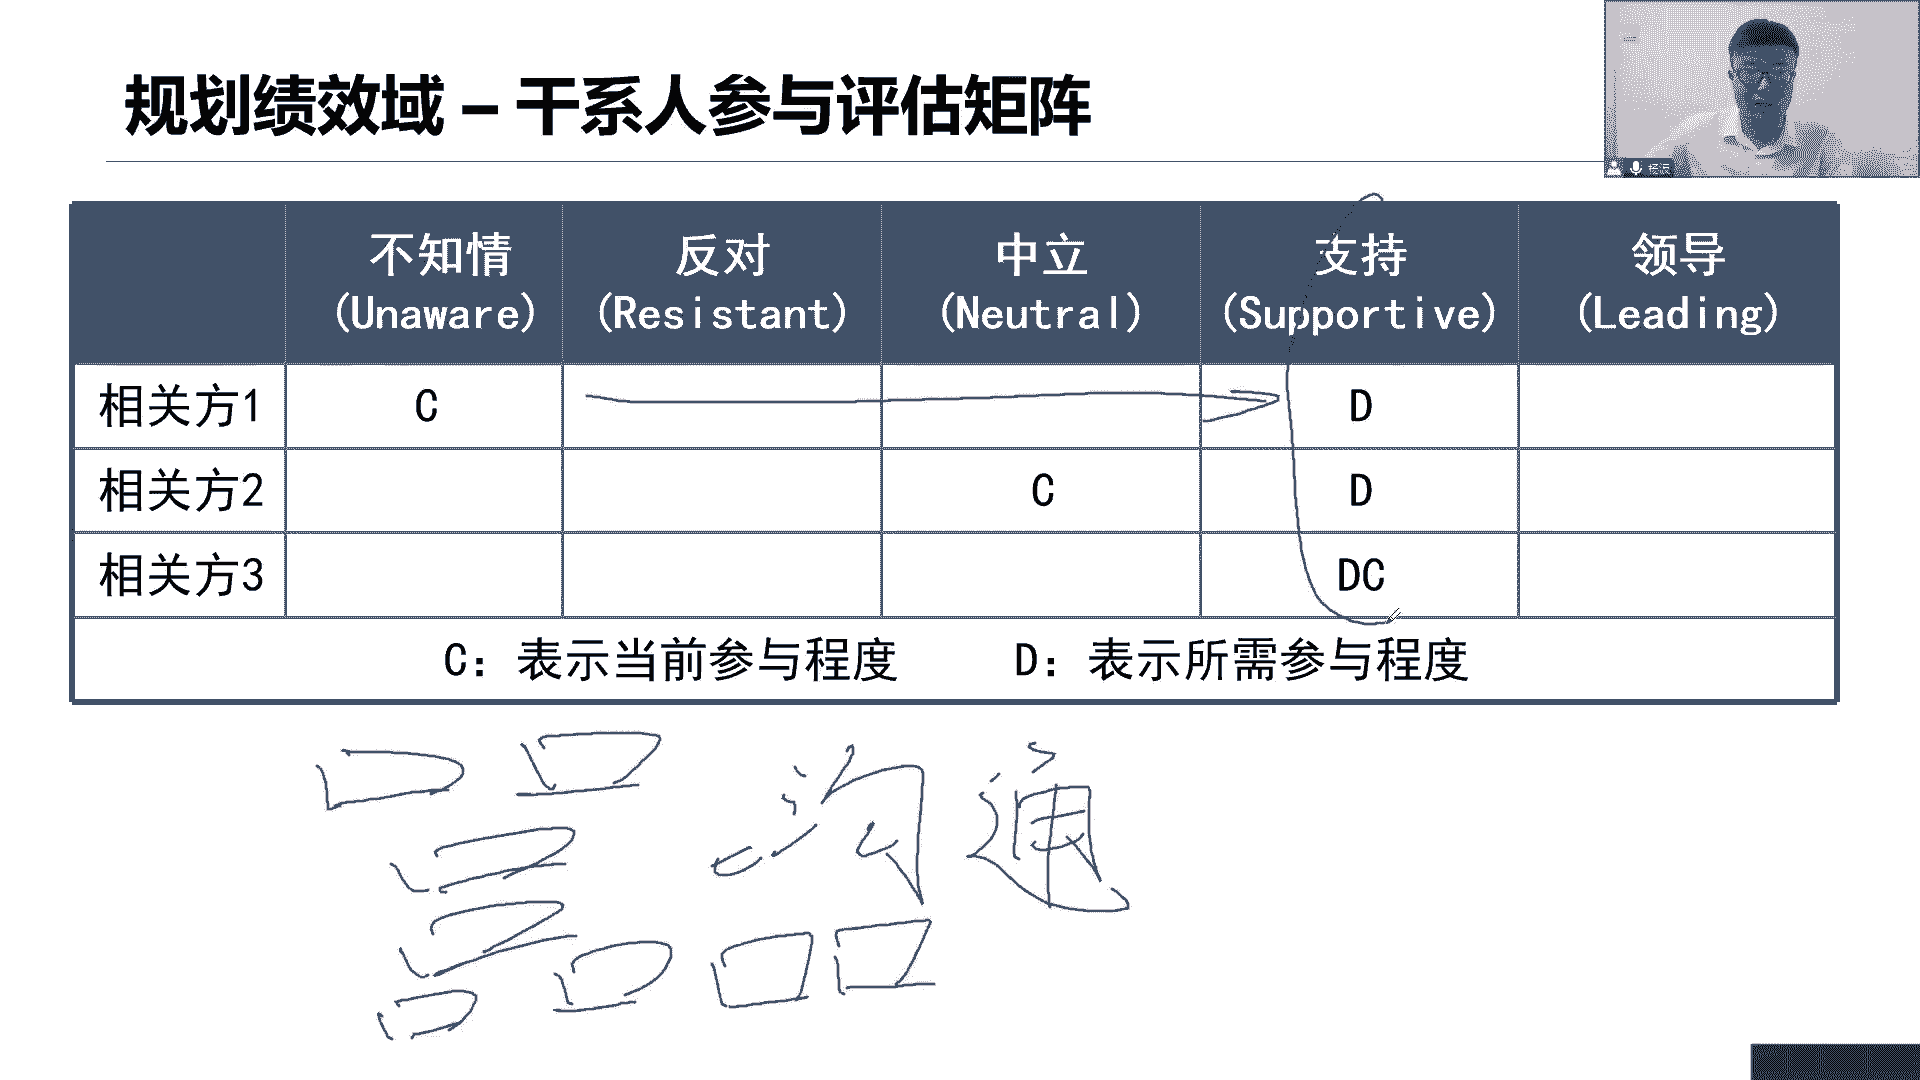 规划绩效域 – 干系人参与评估矩阵
不知情 反对 中立 支持 领导
(Unaware) (Resistant) (Neutral) (Supportive) (Leading)
相关方1 C D
相关方2 C D
相关方3 DC
C：表示当前参与程度 D：表示所需参与程度
沟通